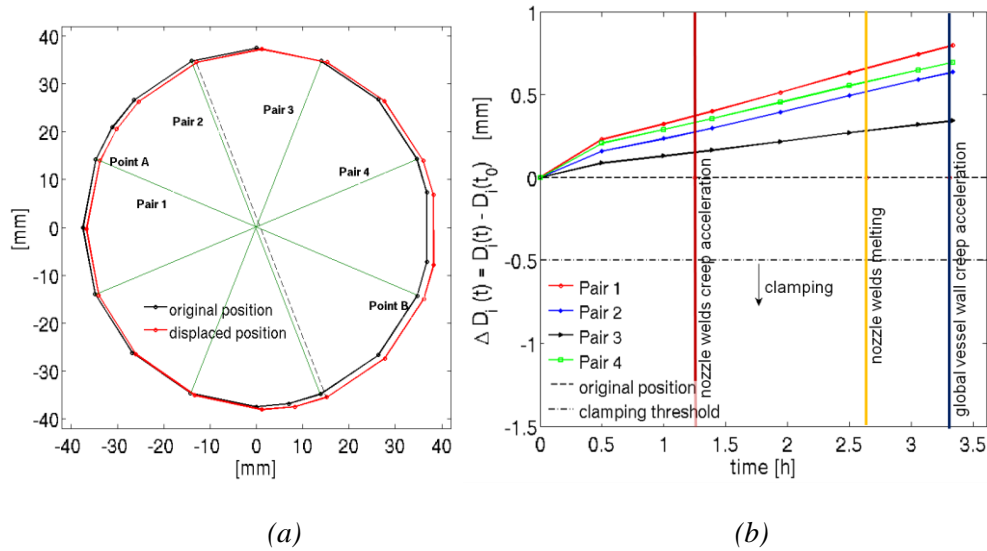 40
30
20
10
0
-10
-20
-30
-40
[mm]
-40 -30 -20 -10 0 10 20 30 40
[mm]
Pair 2
Pair 3
Point A
Pair 4
Pair 1
Point B
original position
displaced position
(a)
1
0.5
0
-0.5
-1
-1.5
Δ D_i (t) = D_i(t) - D_i(t_0) [mm]
0 0.5 1 1.5 2 2.5 3 3.5
time [h]
clamping
Pair 1
Pair 2
Pair 3
Pair 4
original position
clamping threshold
nozzle welds creep acceleration
nozzle welds melting
global vessel wall creep acceleration
(b)